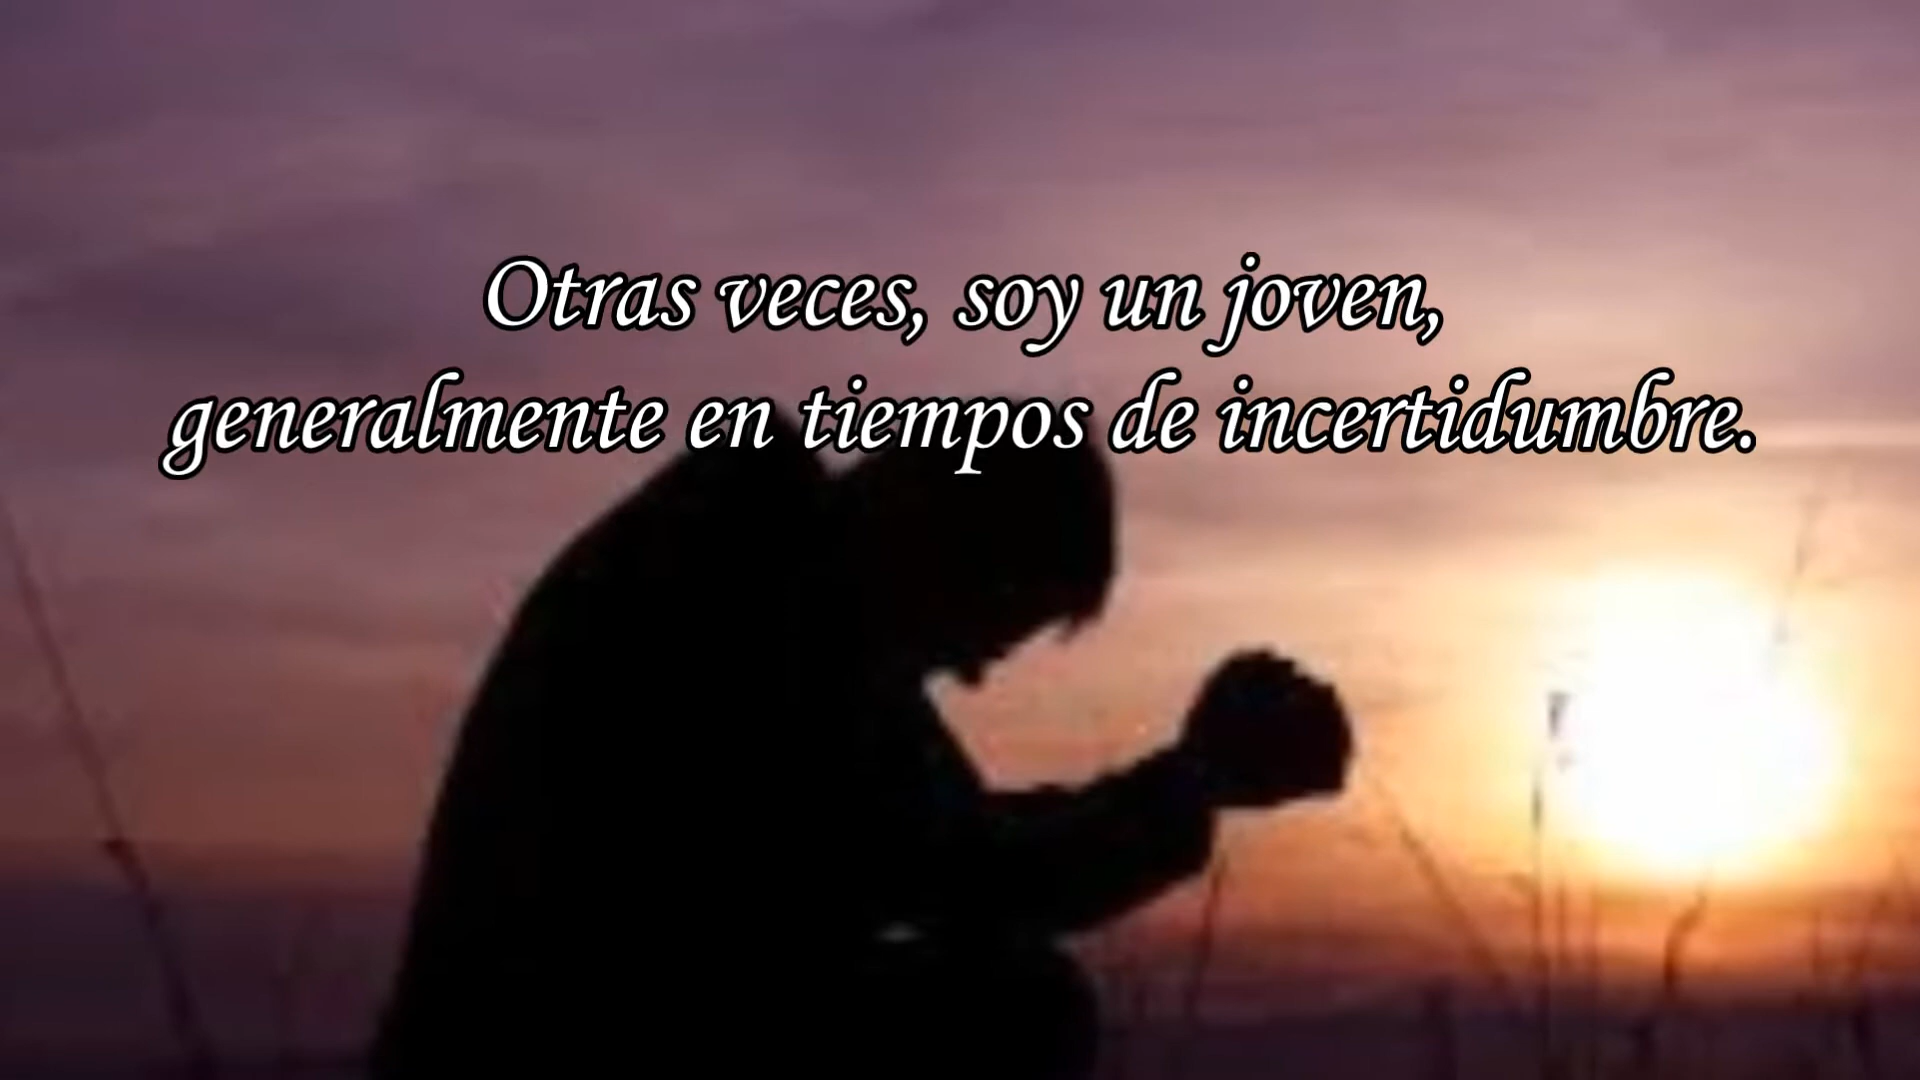 Otras veces, soy un joven,
generalmente en tiempos de incertidumbre.